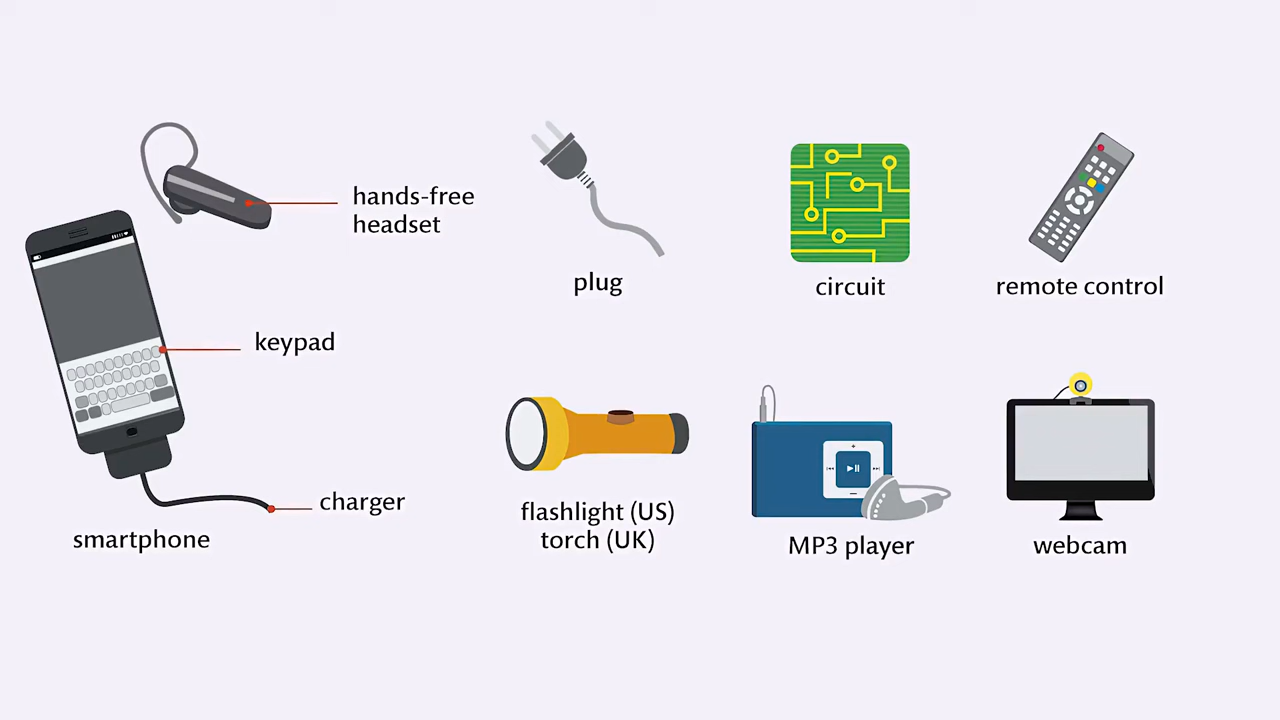 hands-free
headset
keypad
charger
smartphone
plug
circuit
remote control
flashlight (US)
torch (UK)
MP3 player
webcam